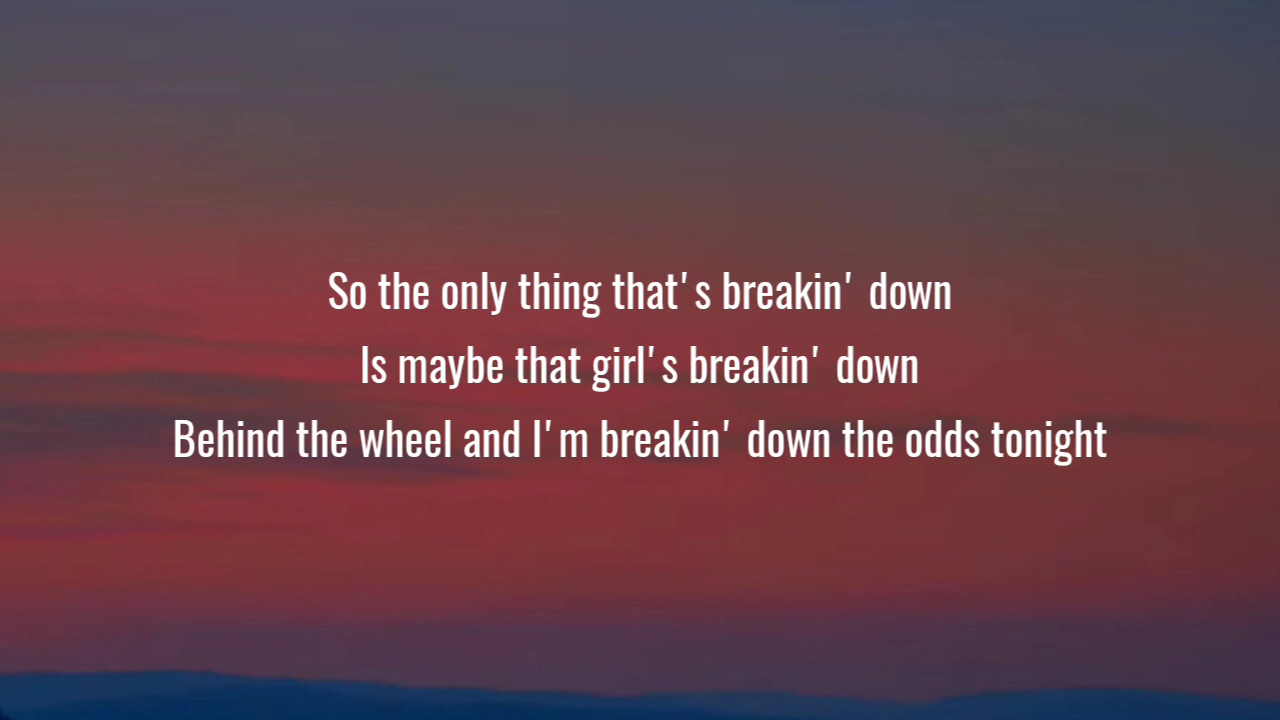 So the only thing that's breakin' down
Is maybe that girl's breakin' down
Behind the wheel and I'm breakin' down the odds tonight